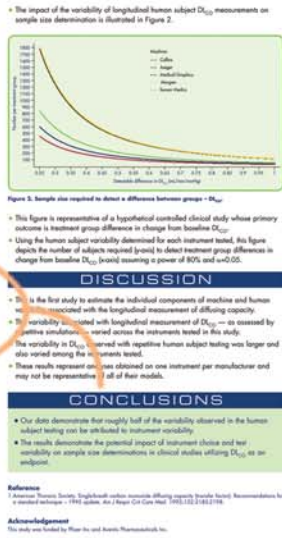 • The impact of the variability of longitudinal human subject DLCO measurements on
sample size determination is illustrated in Figure 2.
Machine
Collins
Jaeger
Medical Graphics
Morgan
Sensor Medics
Detectable difference in DLCO (mL/min/mmHg)
Figure 2. Sample size required to detect a difference between groups – DLCO.
• This figure is representative of a hypothetical controlled clinical study whose primary
outcome is treatment group difference in change from baseline DLCO.
• Using the human subject variability determined for each instrument tested, this figure
depicts the number of subjects required (y-axis) to detect treatment group differences in
change from baseline DLCO (x-axis) assuming a power of 80% and α=0.05.
DISCUSSION
• This is the first study to estimate the individual components of machine and human
associated with the longitudinal measurement of diffusing capacity.
• The variability associated with longitudinal measurement of DLCO — as assessed by
repetitive simulations varied across the instruments tested in this study.
The variability in DLCO observed with repetitive human subject testing was larger and
also varied among the instruments tested.
• These results represent analyses obtained on one instrument per manufacturer and
may not be representative of all of their models.
CONCLUSIONS
• Our data demonstrate that roughly half of the variability observed in the human
subject testing can be attributed to instrument variability.
• The results demonstrate the potential impact of instrument choice and test
variability on sample size determinations in clinical studies utilizing DLCO as an
endpoint.
Reference
1 American Thoracic Society. Single-breath carbon monoxide diffusing capacity (transfer factor). Recommendations for
a standard technique – 1995 update. Am J Respir Crit Care Med. 1995;152:2185-2198.
Acknowledgement
This study was funded by Pfizer Inc and Aventis Pharmaceuticals Inc.